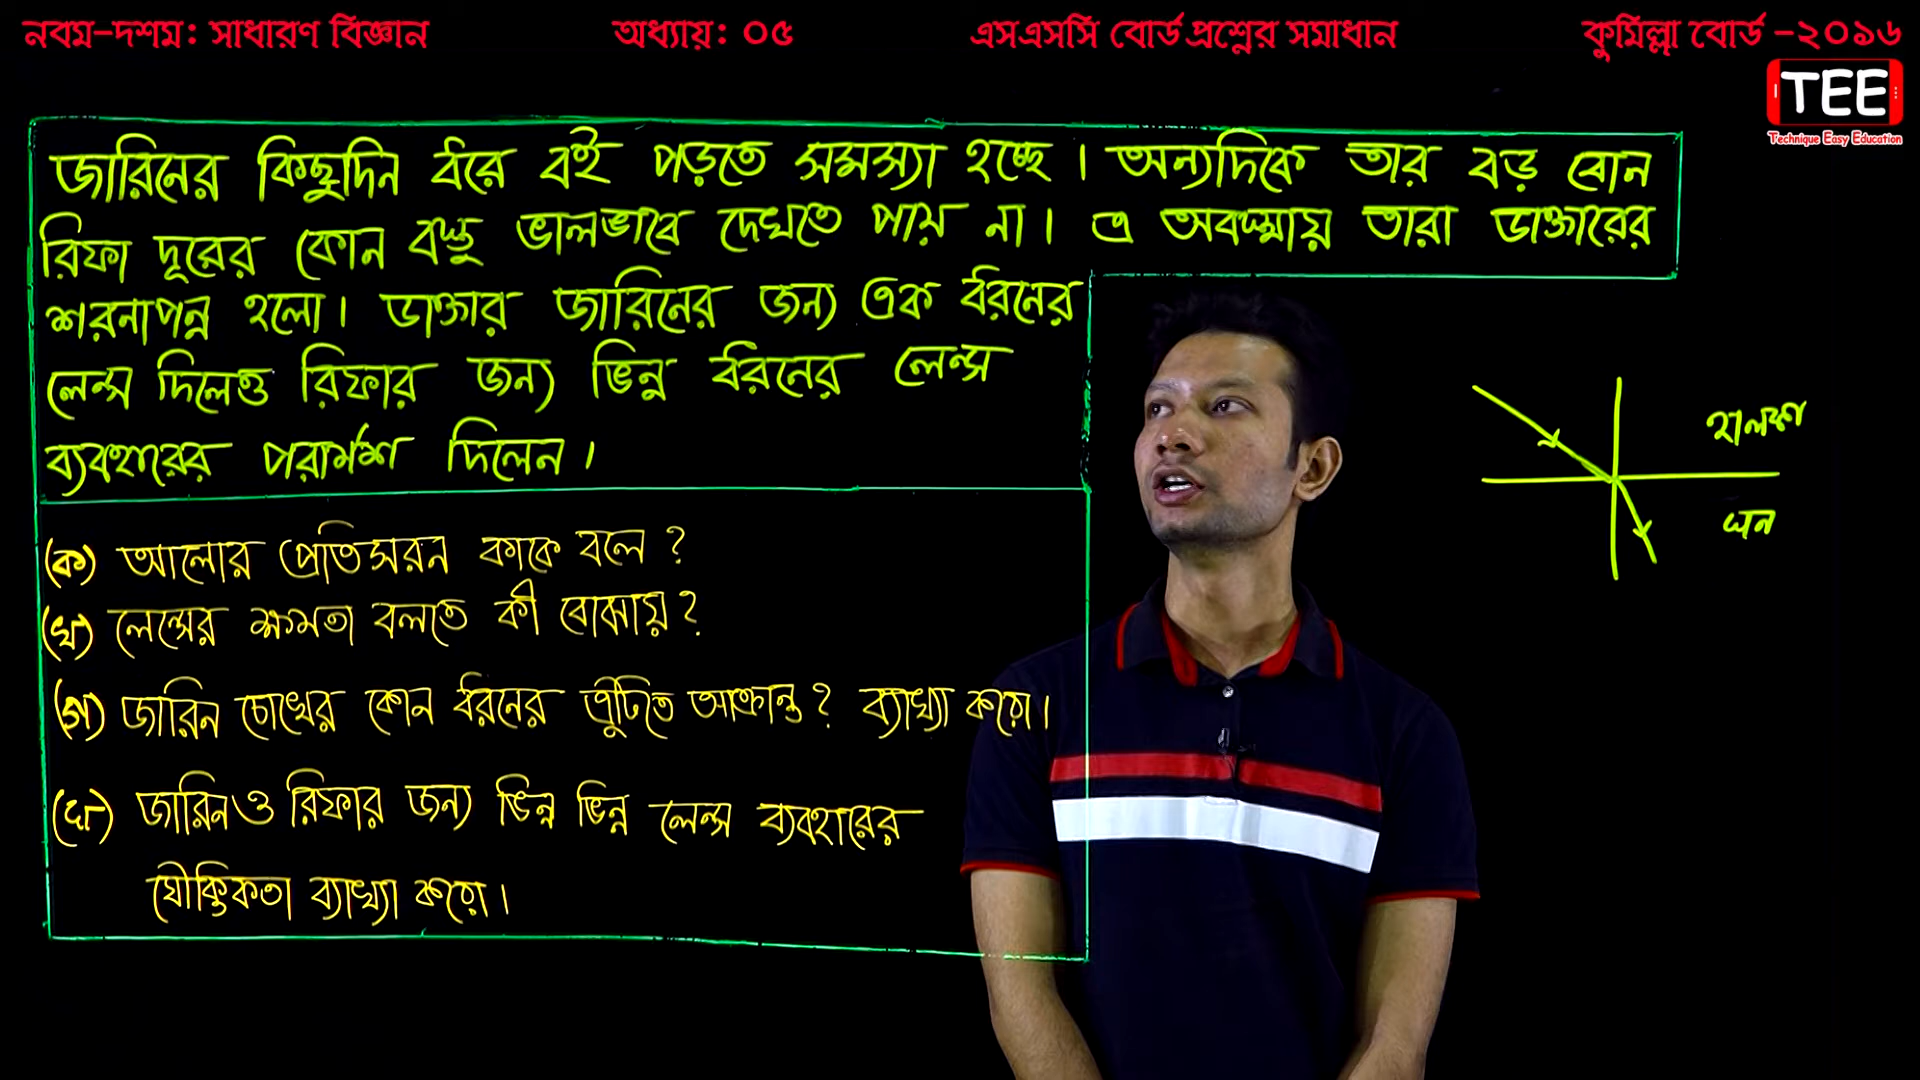 নবম-দশম: সাধারণ বিজ্ঞান
অধ্যায়: ০৫
এসএসসি বোর্ড প্রশ্নের সমাধান
কুমিল্লা বোর্ড -২০১৬
TEE
Technique Easy Education
জারিনের কিছুদিন ধরে বই পড়তে সমস্যা হচ্ছে। অন্যদিকে তার বড় বোন
রিফা দূরের কোন বস্তু ভালভাবে দেখতে পায় না। এ অবস্থায় তারা ডাক্তারের
শরনাপন্ন হলো। ডাক্তার জারিনের জন্য এক ধরনের
লেন্স দিলেও রিফার জন্য ভিন্ন ধরনের লেন্স
ব্যবহারের পরামর্শ দিলেন।
(ক) আলোর প্রতিসরন কাকে বলে?
(খ) লেন্সের ক্ষমতা বলতে কী বোঝায়?
(গ) জারিন চোখের কোন ধরনের ত্রুটিতে আক্রান্ত? ব্যাখ্যা করো।
(ঘ) জারিন ও রিফার জন্য ভিন্ন ভিন্ন লেন্স ব্যবহারের
যৌক্তিকতা ব্যাখ্যা করো।
হালকা
ঘন